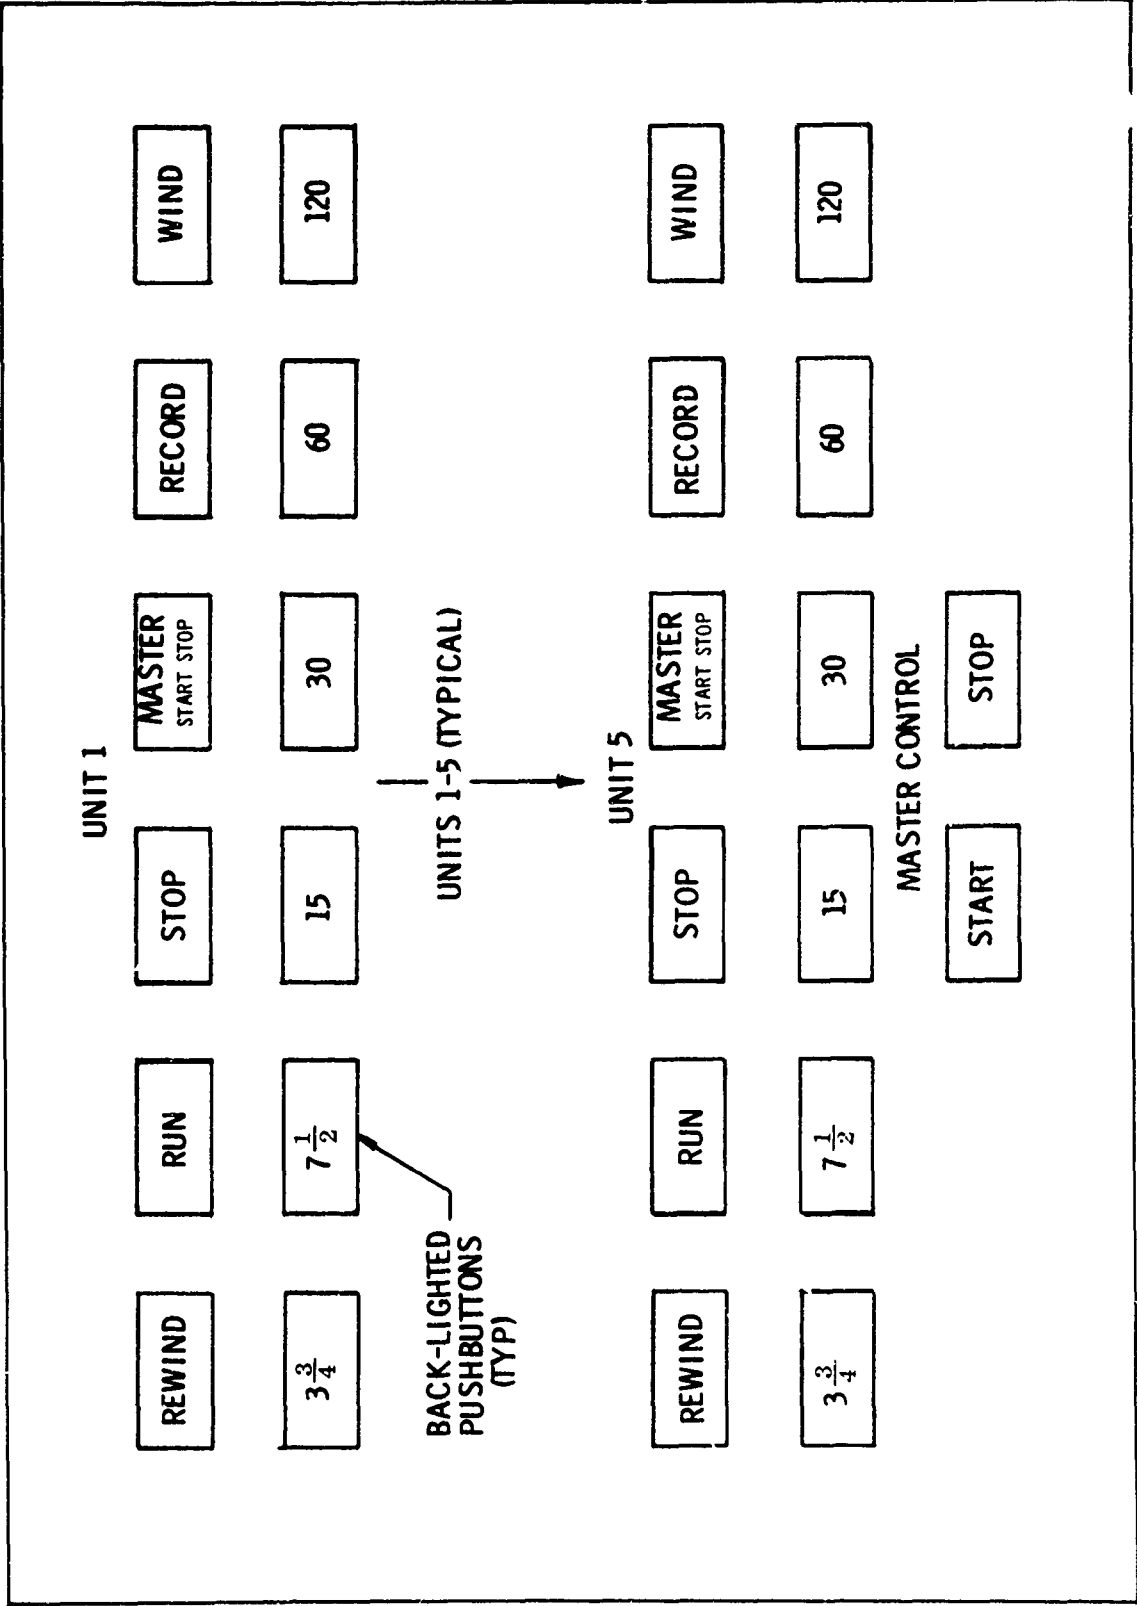 UNIT 1
REWIND
RUN
STOP
MASTER
START STOP
RECORD
WIND
3 3/4
7 1/2
15
30
60
120
BACK-LIGHTED
PUSHBUTTONS
(TYP)
UNITS 1-5 (TYPICAL)
UNIT 5
REWIND
RUN
STOP
MASTER
START STOP
RECORD
WIND
3 3/4
7 1/2
15
30
60
120
MASTER CONTROL
START
STOP